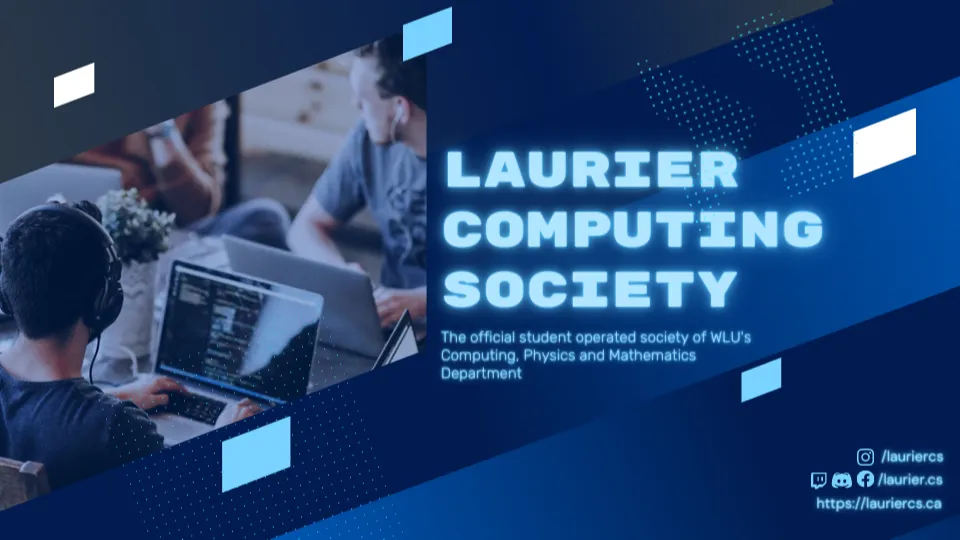 LAURIER
COMPUTING
SOCIETY
The official student operated society of WLU's
Computing, Physics and Mathematics
Department
/lauriercs
/laurier.cs
https://lauriercs.ca